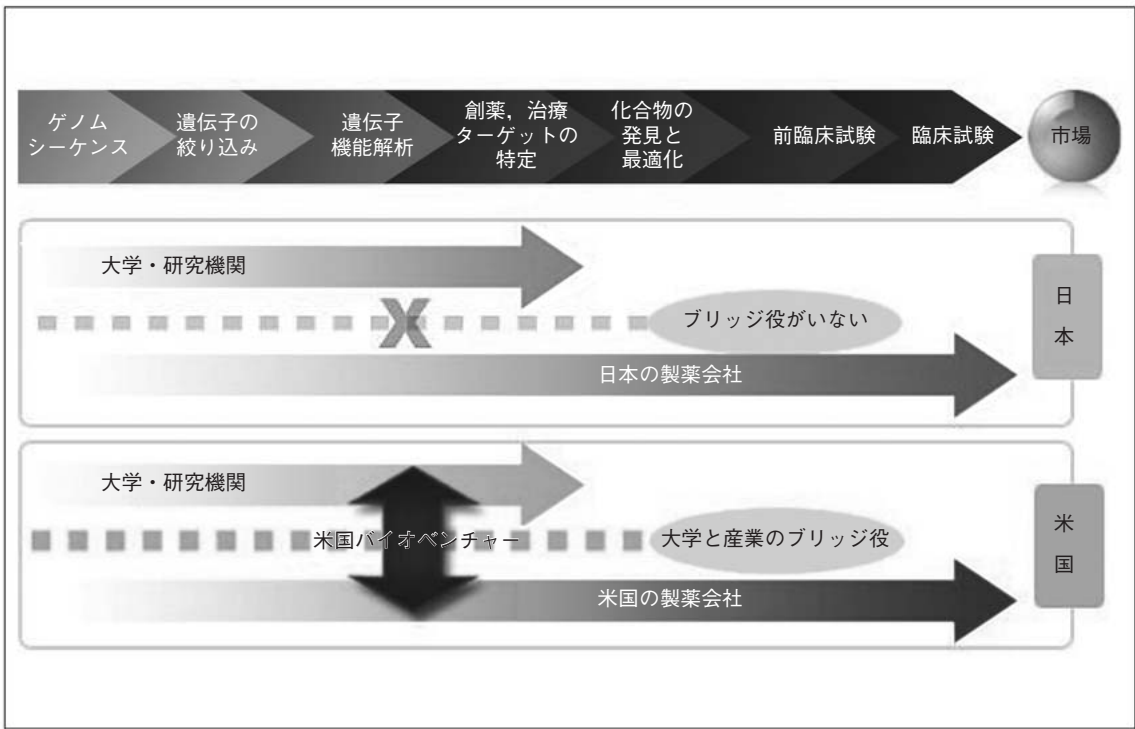 ゲノム
シーケンス
遺伝子の
絞り込み
遺伝子
機能解析
創薬，治療
ターゲットの
特定
化合物の
発見と
最適化
前臨床試験
臨床試験
市場
大学・研究機関
X
ブリッジ役がいない
日本の製薬会社
日
本
大学・研究機関
米国バイオベンチャー
大学と産業のブリッジ役
米国の製薬会社
米
国